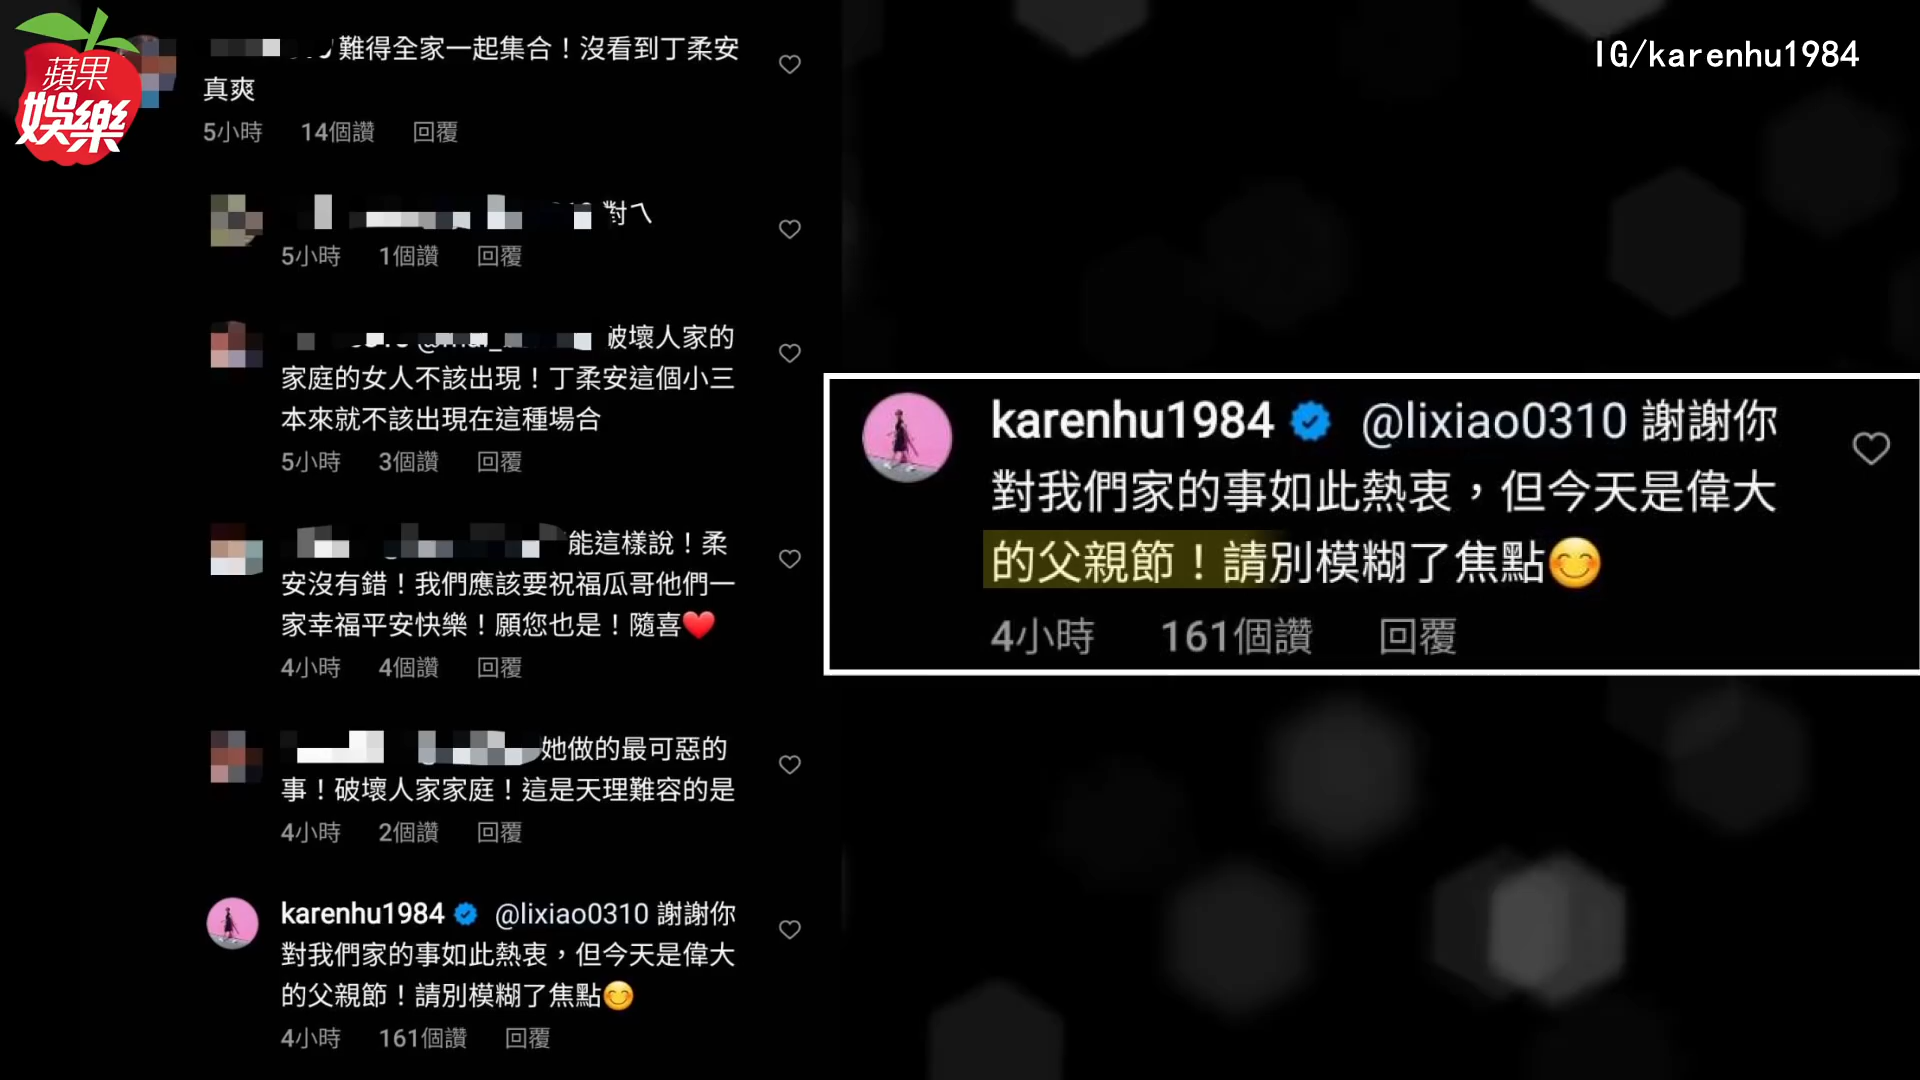 蘋果
娛樂
IG/karenhu1984
難得全家一起集合！沒看到丁柔安
真爽
5小時 14個讚 回覆
對ㄟ
5小時 1個讚 回覆
破壞人家的
家庭的女人不該出現！丁柔安這個小三
本來就不該出現在這種場合
5小時 3個讚 回覆
能這樣說！柔
安沒有錯！我們應該要祝福瓜哥他們一
家幸福平安快樂！願您也是！隨喜❤️
4小時 4個讚 回覆
她做的最可惡的
事！破壞人家家庭！這是天理難容的是
4小時 2個讚 回覆
karenhu1984 @lixiao0310 謝謝你
對我們家的事如此熱衷，但今天是偉大
的父親節！請別模糊了焦點😊
4小時 161個讚 回覆
karenhu1984 @lixiao0310 謝謝你
對我們家的事如此熱衷，但今天是偉大
的父親節！請別模糊了焦點😊
4小時 161個讚 回覆